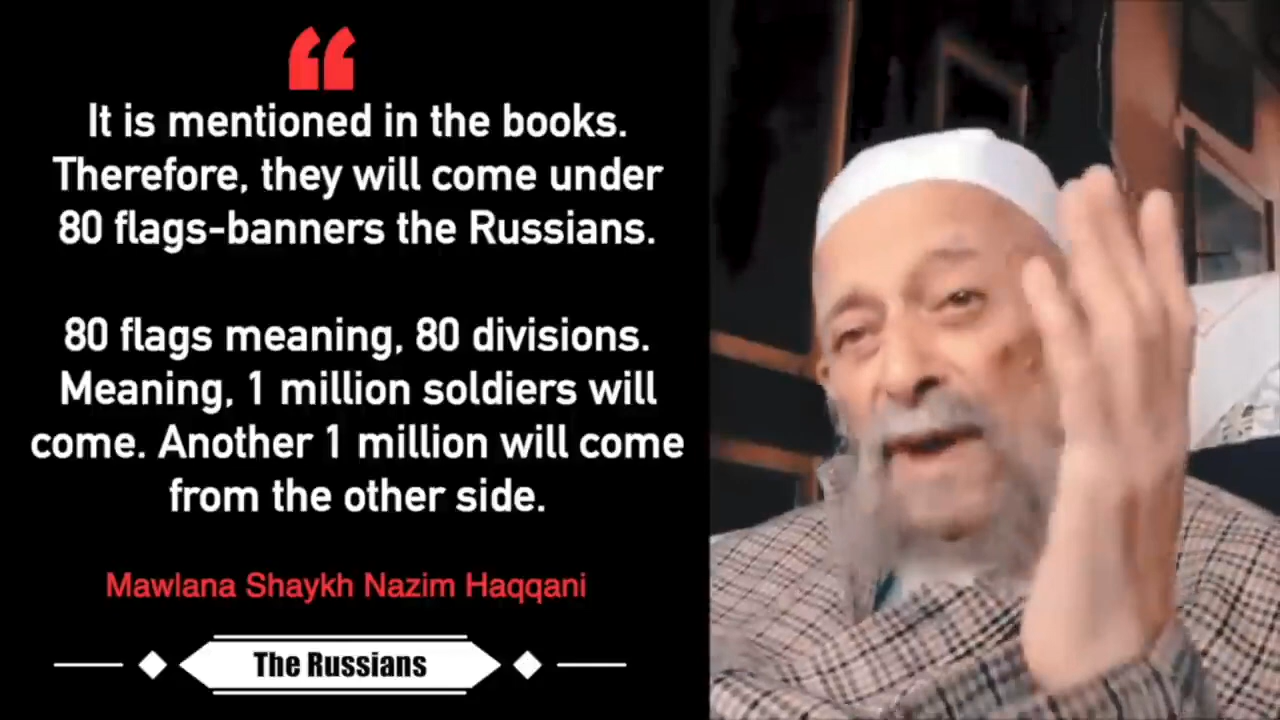 It is mentioned in the books.
Therefore, they will come under
80 flags-banners the Russians.
80 flags meaning, 80 divisions.
Meaning, 1 million soldiers will
come. Another 1 million will come
from the other side.
Mawlana Shaykh Nazim Haqqani
The Russians